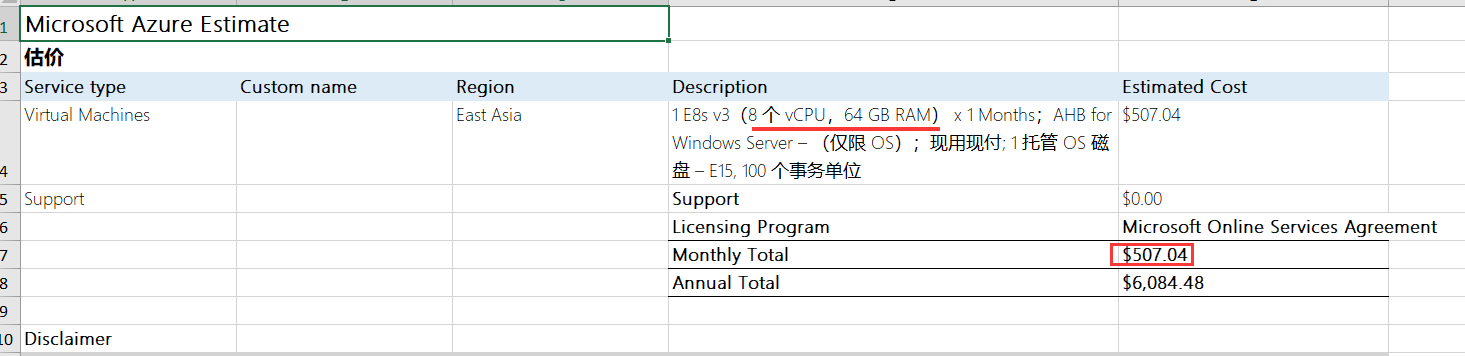 1 Microsoft Azure Estimate
2 估价
3 Service type Custom name Region Description Estimated Cost
Virtual Machines East Asia 1 E8s v3（8 个 vCPU，64 GB RAM） x 1 Months；AHB for $507.04
Windows Server – （仅限 OS）；现用现付; 1 托管 OS 磁
4 盘 – E15, 100 个事务单位
5 Support Support $0.00
6 Licensing Program Microsoft Online Services Agreement
7 Monthly Total $507.04
8 Annual Total $6,084.48
9
10 Disclaimer